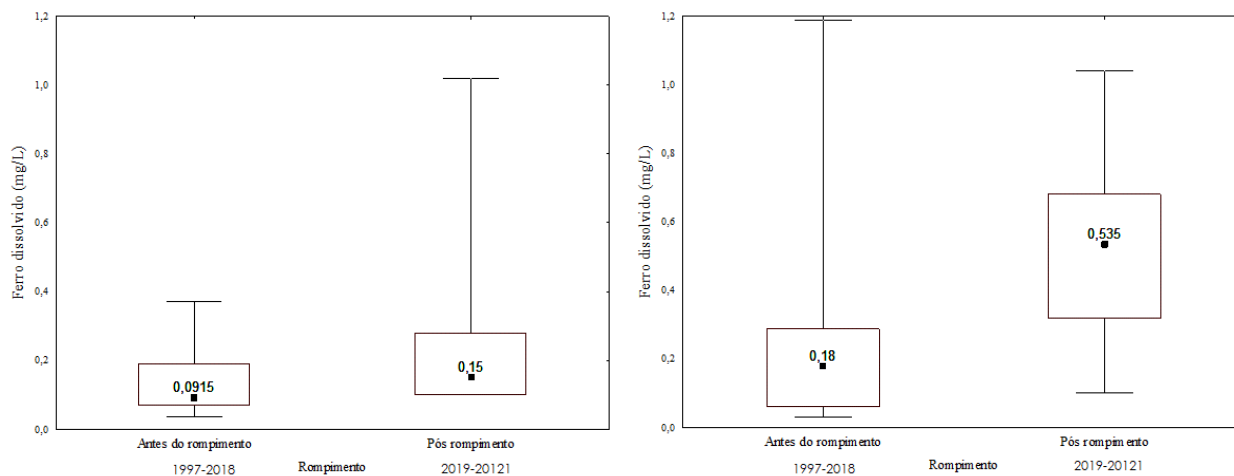 1,2
1,0
0,8
0,6
0,4
0,2
0,0
Ferro dissolvido (mg/L)
0,0915
0,15
Antes do rompimento
Pós rompimento
1997-2018
Rompimento
2019-20121
1,2
1,0
0,8
0,6
0,4
0,2
0,0
Ferro dissolvido (mg/L)
0,18
0,535
Antes do rompimento
Pós rompimento
1997-2018
Rompimento
2019-20121